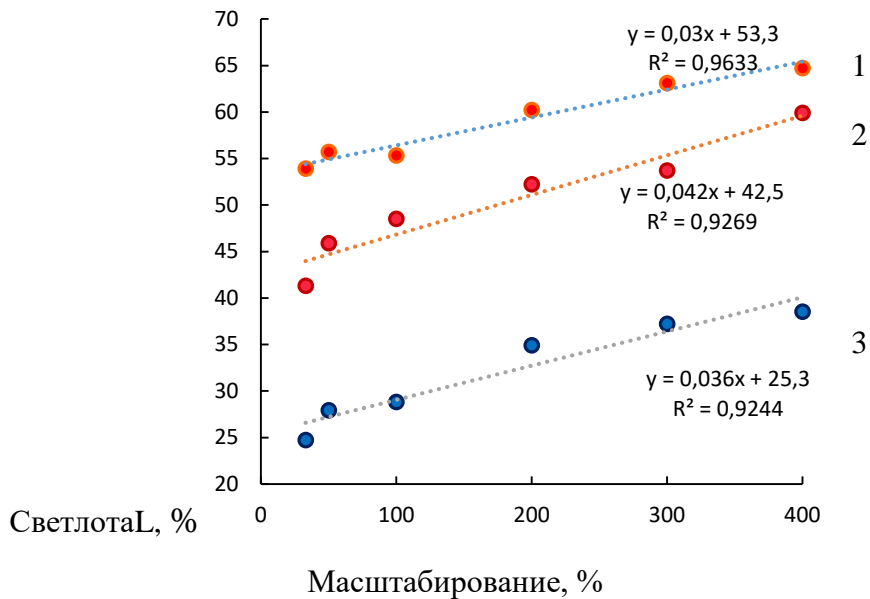 70
65
60
55
50
45
40
35
30
25
20
y = 0,03x + 53,3
R² = 0,9633
1
2
y = 0,042x + 42,5
R² = 0,9269
3
y = 0,036x + 25,3
R² = 0,9244
СветлотаL, %
0 100 200 300 400
Масштабирование, %